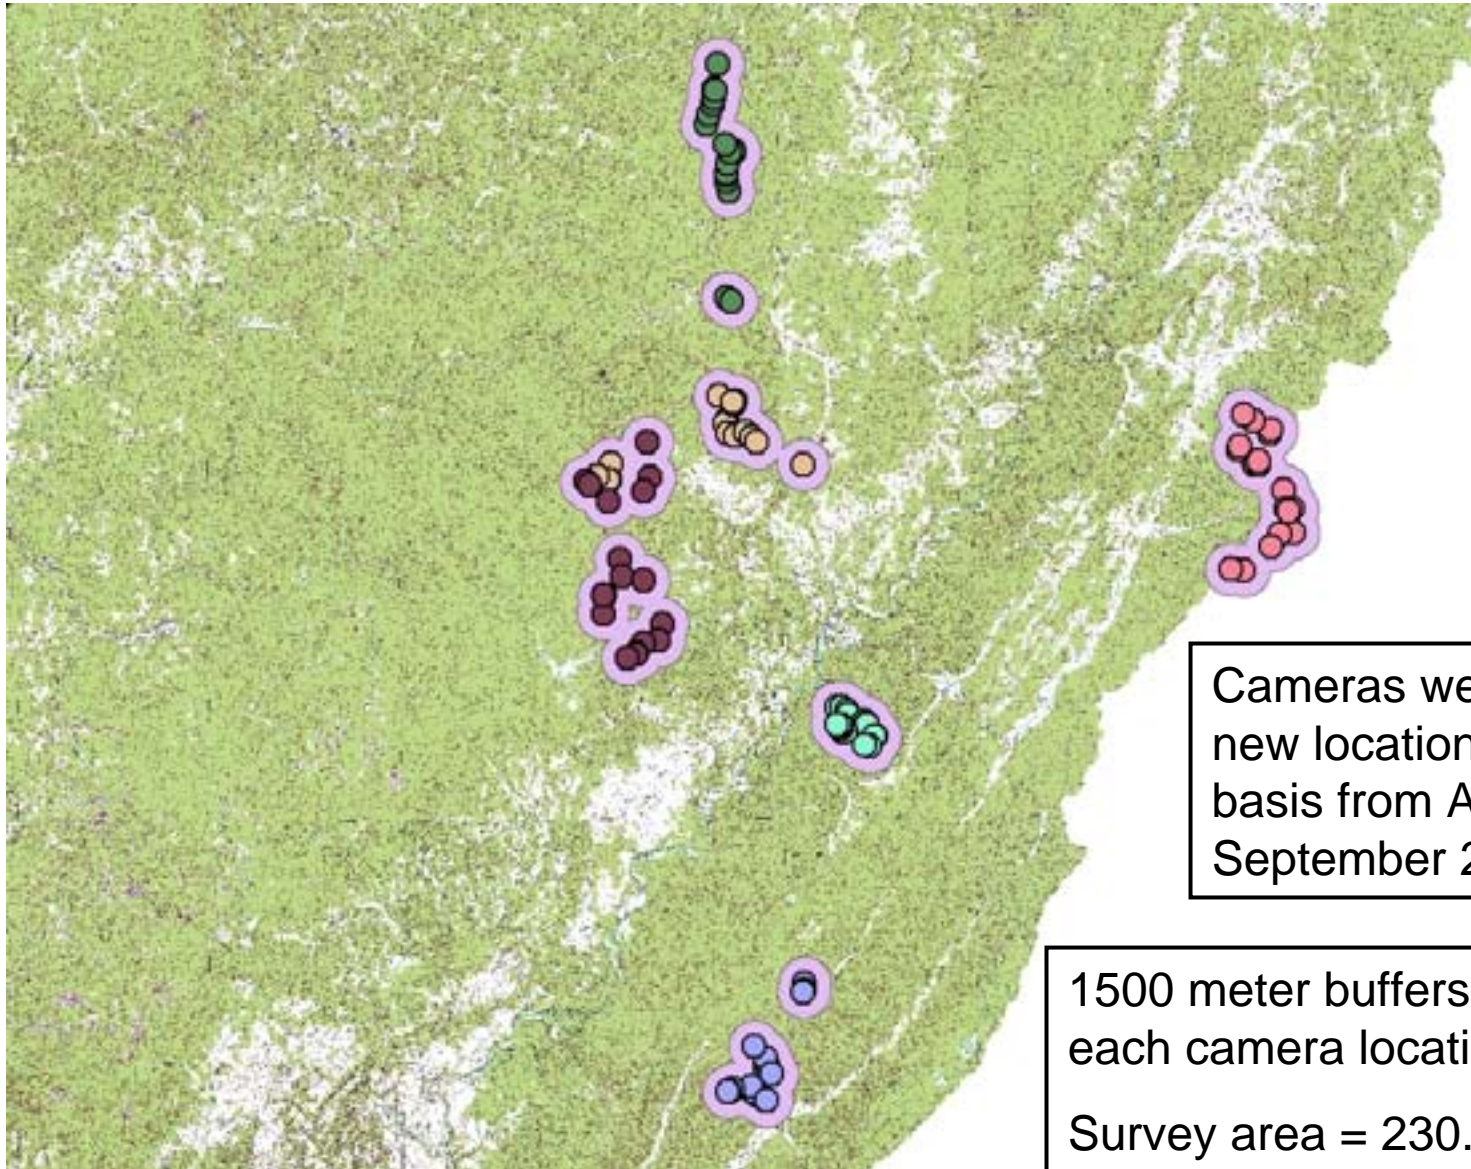 Cameras we
new location
basis from A
September 2
1500 meter buffers
each camera locati
Survey area = 230.